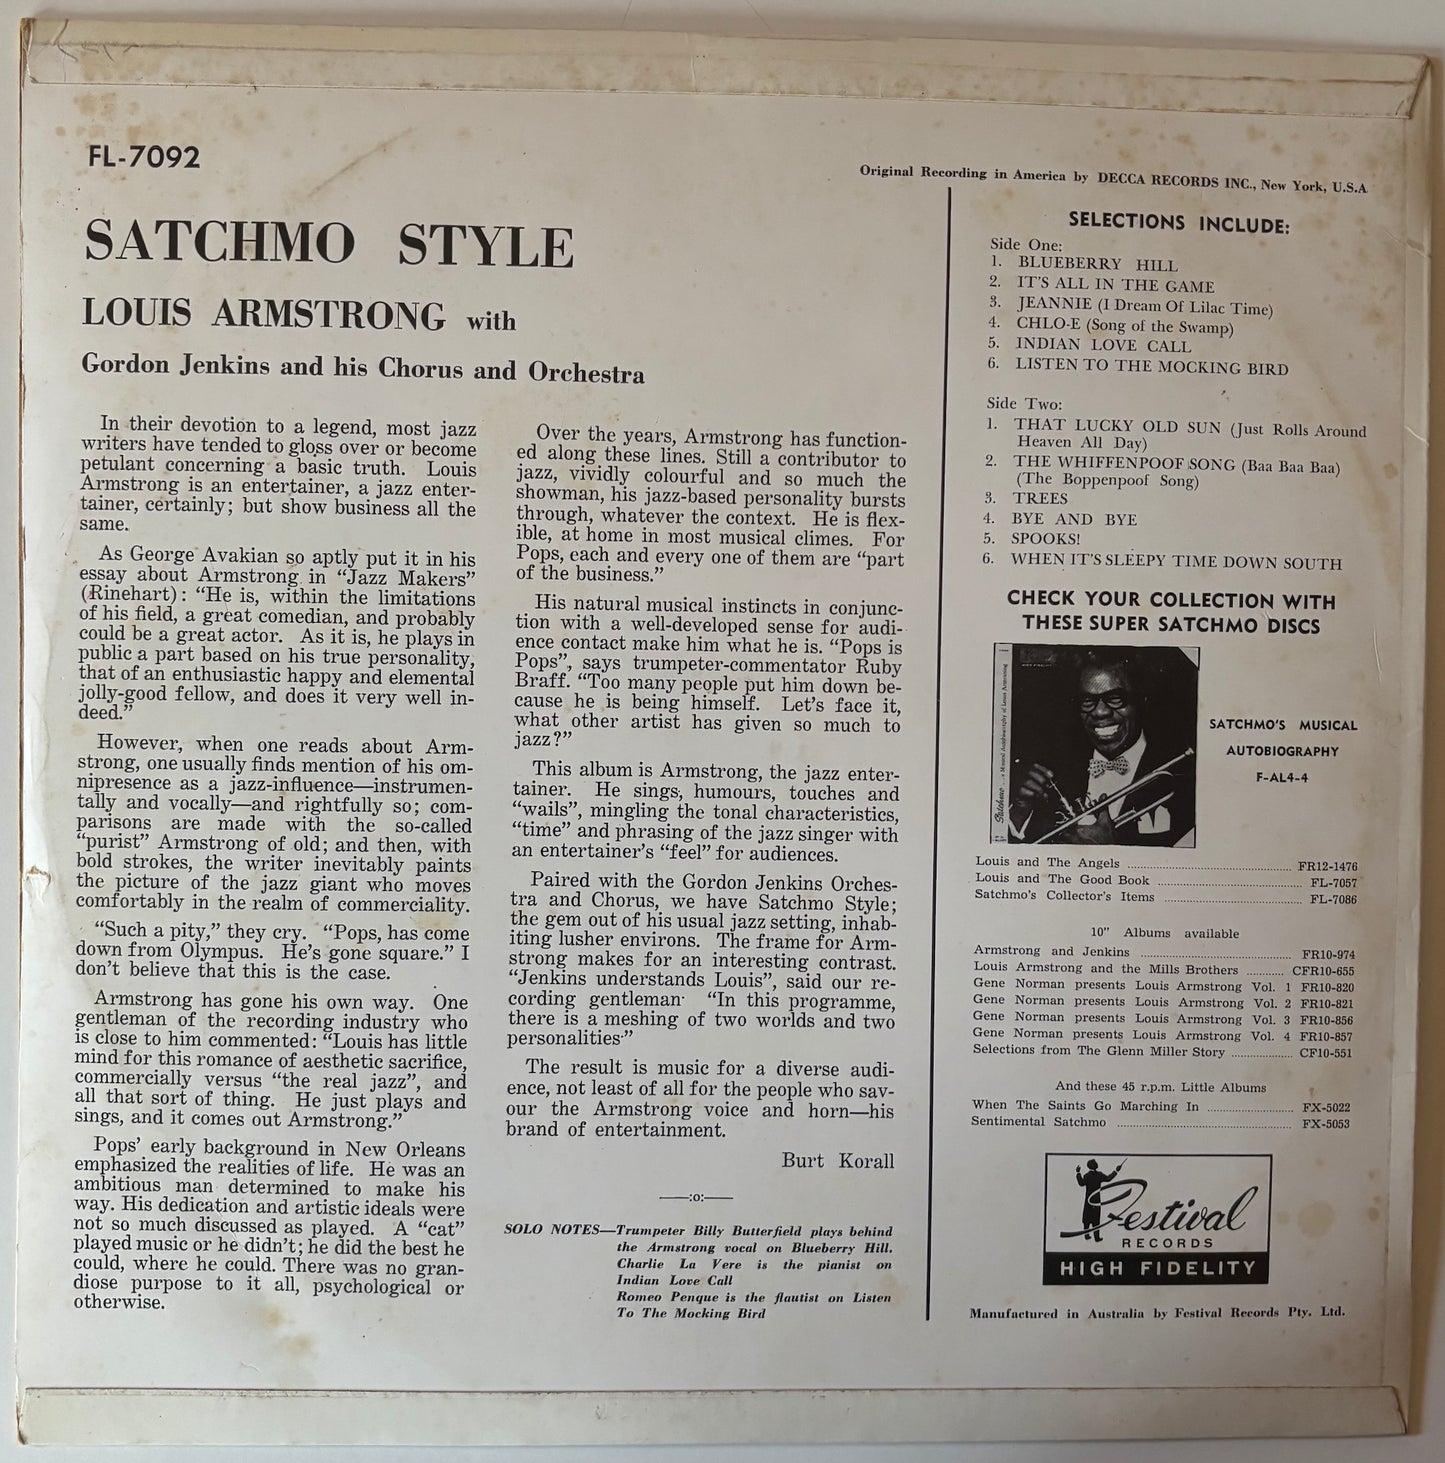 FL-7092
Original Recording in America by DECCA RECORDS INC., New York, U.S.A
SATCHMO STYLE
LOUIS ARMSTRONG with
Gordon Jenkins and his Chorus and Orchestra
In their devotion to a legend, most jazz
writers have tended to gloss over or become
petulant concerning a basic truth. Louis
Armstrong is an entertainer, a jazz enter-
tainer, certainly; but show business all the
same.
As George Avakian so aptly put it in his
essay about Armstrong in "Jazz Makers"
(Rinehart): "He is, within the limitations
of his field, a great comedian, and probably
could be a great actor. As it is, he plays in
public a part based on his true personality,
that of an enthusiastic happy and elemental
jolly-good fellow, and does it very well in-
deed."
However, when one reads about Arm-
strong, one usually finds mention of his om-
nipresence as a jazz-influence—instrumen-
tally and vocally—and rightfully so; com-
parisons are made with the so-called
"purist" Armstrong of old; and then, with
bold strokes, the writer inevitably paints
the picture of the jazz giant who moves
comfortably in the realm of commerciality.
"Such a pity," they cry. "Pops, has come
down from Olympus. He's gone square." I
don't believe that this is the case.
Armstrong has gone his own way. One
gentleman of the recording industry who
is close to him commented: "Louis has little
mind for this romance of aesthetic sacrifice,
commercially versus "the real jazz", and
all that sort of thing. He just plays and
sings, and it comes out Armstrong."
Pops' early background in New Orleans
emphasized the realities of life. He was an
ambitious man determined to make his
way. His dedication and artistic ideals were
not so much discussed as played. A "cat"
played music or he didn't; he did the best he
could, where he could. There was no gran-
diose purpose to it all, psychological or
otherwise.
Over the years, Armstrong has function-
ed along these lines. Still a contributor to
jazz, vividly colourful and so much the
showman, his jazz-based personality bursts
through, whatever the context. He is flex-
ible, at home in most musical climes. For
Pops, each and every one of them are "part
of the business."
His natural musical instincts in conjunc-
tion with a well-developed sense for audi-
ence contact make him what he is. "Pops is
Pops", says trumpeter-commentator Ruby
Braff. "Too many people put him down be-
cause he is being himself. Let's face it,
what other artist has given so much to
jazz?"
This album is Armstrong, the jazz enter-
tainer. He sings, humours, touches and
"wails", mingling the tonal characteristics,
"time" and phrasing of the jazz singer with
an entertainer's "feel" for audiences.
Paired with the Gordon Jenkins Orches-
tra and Chorus, we have Satchmo Style;
the gem out of his usual jazz setting, inhab-
iting lusher environs. The frame for Arm-
strong makes for an interesting contrast.
"Jenkins understands Louis", said our re-
cording gentleman· "In this programme,
there is a meshing of two worlds and two
personalities·"
The result is music for a diverse audi-
ence, not least of all for the people who sav-
our the Armstrong voice and horn—his
brand of entertainment.
Burt Korall
——:o:——
SOLO NOTES—Trumpeter Billy Butterfield plays behind
the Armstrong vocal on Blueberry Hill.
Charlie La Vere is the pianist on
Indian Love Call
Romeo Penque is the flautist on Listen
To The Mocking Bird
SELECTIONS INCLUDE:
Side One:
1. BLUEBERRY HILL
2. IT'S ALL IN THE GAME
3. JEANNIE (I Dream Of Lilac Time)
4. CHLO-E (Song of the Swamp)
5. INDIAN LOVE CALL
6. LISTEN TO THE MOCKING BIRD
Side Two:
1. THAT LUCKY OLD SUN (Just Rolls Around
Heaven All Day)
2. THE WHIFFENPOOF SONG (Baa Baa Baa)
(The Boppenpoof Song)
3. TREES
4. BYE AND BYE
5. SPOOKS!
6. WHEN IT'S SLEEPY TIME DOWN SOUTH
CHECK YOUR COLLECTION WITH
THESE SUPER SATCHMO DISCS
Satchmo ... a Musical Autobiography of Louis Armstrong
SATCHMO'S MUSICAL
AUTOBIOGRAPHY
F-AL4-4
Louis and The Angels ........ FR12-1476
Louis and The Good Book ........ FL-7057
Satchmo's Collector's Items ........ FL-7086
10" Albums available
Armstrong and Jenkins ........ FR10-974
Louis Armstrong and the Mills Brothers ........ CFR10-655
Gene Norman presents Louis Armstrong Vol. 1 FR10-820
Gene Norman presents Louis Armstrong Vol. 2 FR10-821
Gene Norman presents Louis Armstrong Vol. 3 FR10-856
Gene Norman presents Louis Armstrong Vol. 4 FR10-857
Selections from The Glenn Miller Story ........ CF10-551
And these 45 r.p.m. Little Albums
When The Saints Go Marching In ........ FX-5022
Sentimental Satchmo ........ FX-5053
Festival
RECORDS
HIGH FIDELITY
Manufactured in Australia by Festival Records Pty. Ltd.